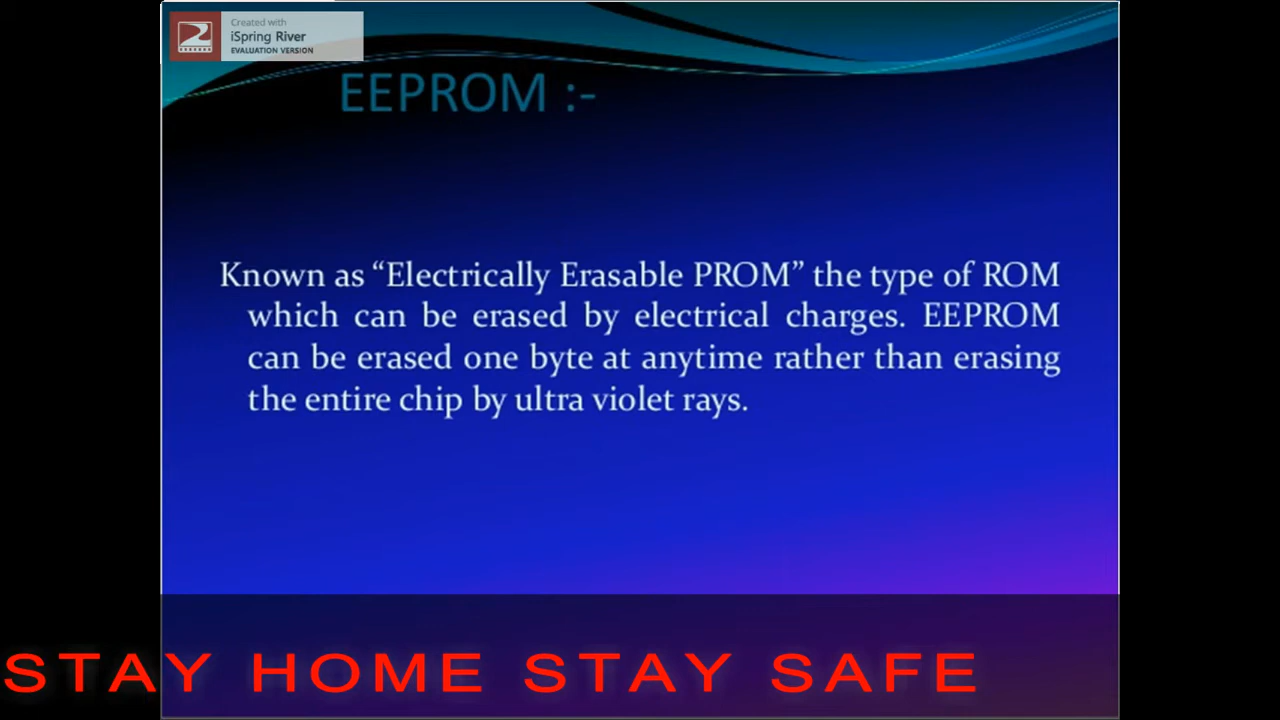 Created with
iSpring River
EVALUATION VERSION
EEPROM :-
Known as “Electrically Erasable PROM” the type of ROM
which can be erased by electrical charges. EEPROM
can be erased one byte at anytime rather than erasing
the entire chip by ultra violet rays.
STAY HOME STAY SAFE